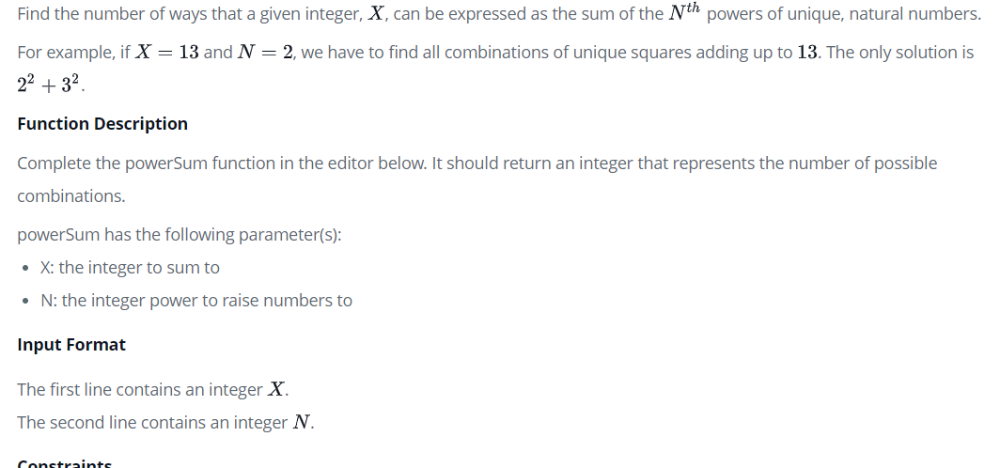 Find the number of ways that a given integer, X, can be expressed as the sum of the Nth powers of unique, natural numbers.
For example, if X = 13 and N = 2, we have to find all combinations of unique squares adding up to 13. The only solution is
2² + 3².
Function Description
Complete the powerSum function in the editor below. It should return an integer that represents the number of possible
combinations.
powerSum has the following parameter(s):
• X: the integer to sum to
• N: the integer power to raise numbers to
Input Format
The first line contains an integer X.
The second line contains an integer N.
Constraints